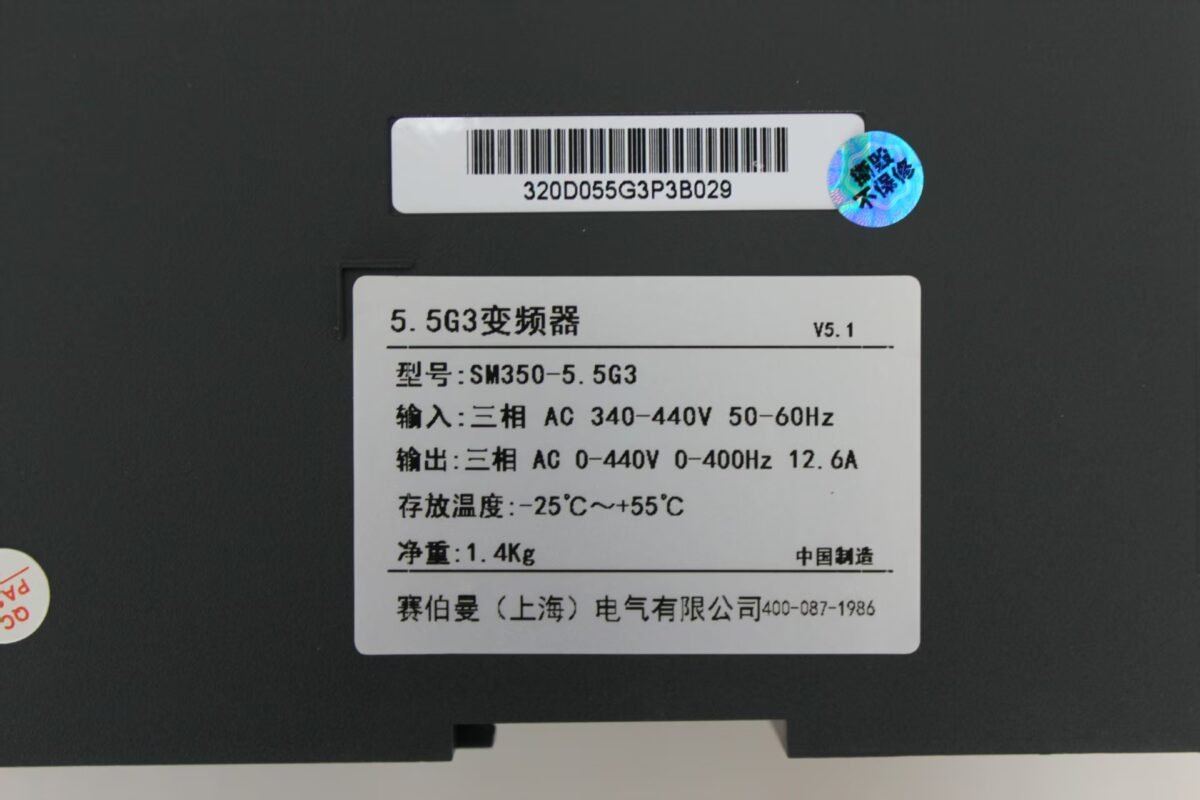 320D055G3P3B029
撕毁
不保修
5.5G3变频器
V5.1
型号:SM350-5.5G3
输入:三相 AC 340-440V 50-60Hz
输出:三相 AC 0-440V 0-400Hz 12.6A
存放温度:-25℃～+55℃
净重:1.4Kg
中国制造
赛伯曼（上海）电气有限公司400-087-1986